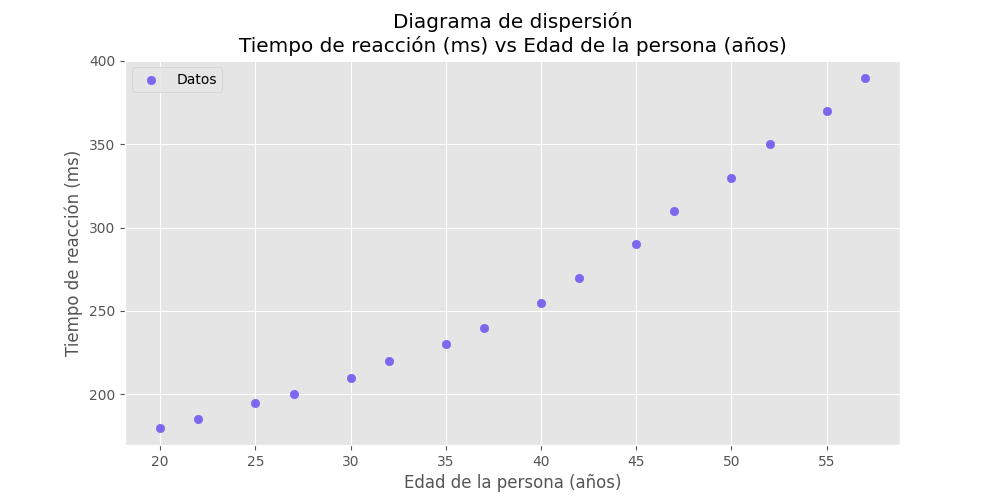 Diagrama de dispersión
Tiempo de reacción (ms) vs Edad de la persona (años)
Datos
Tiempo de reacción (ms)
400
350
300
250
200
20 25 30 35 40 45 50 55
Edad de la persona (años)